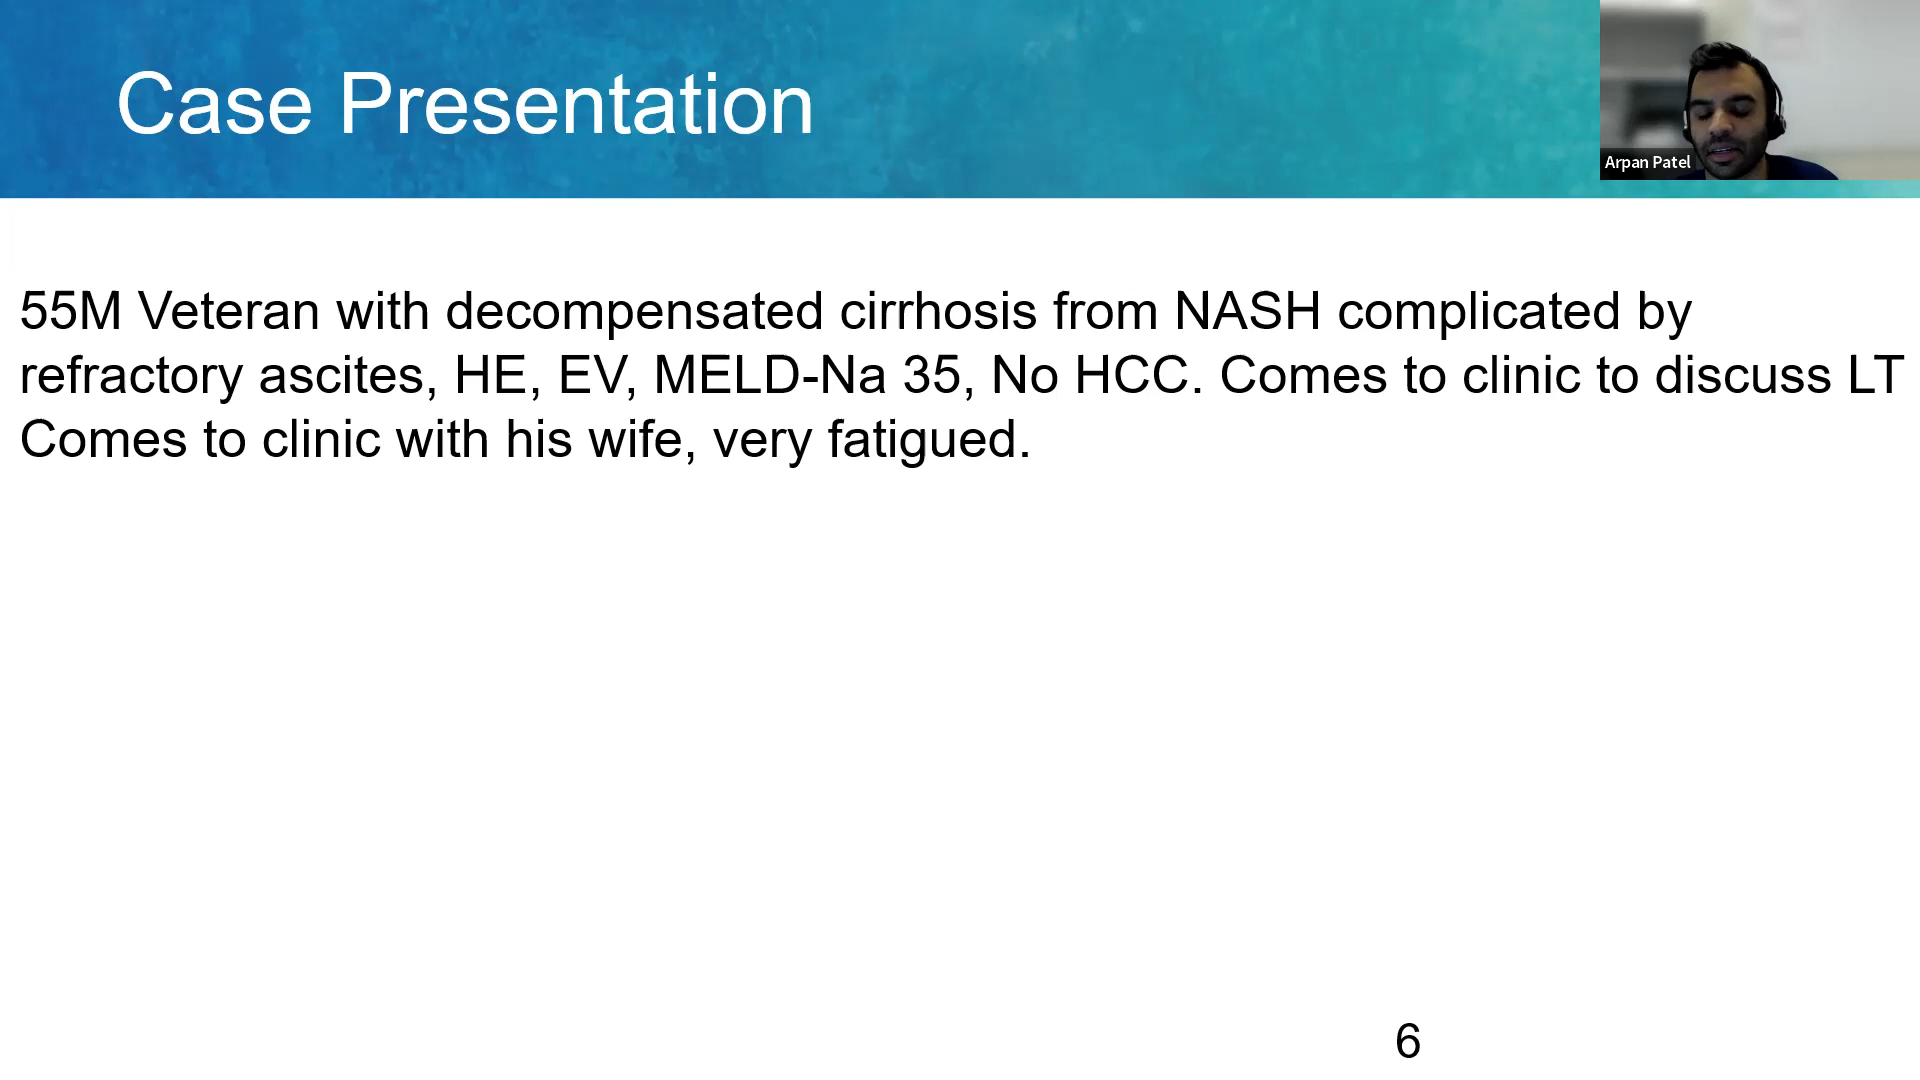 Case Presentation
Arpan Patel
55M Veteran with decompensated cirrhosis from NASH complicated by
refractory ascites, HE, EV, MELD-Na 35, No HCC. Comes to clinic to discuss LT
Comes to clinic with his wife, very fatigued.
6